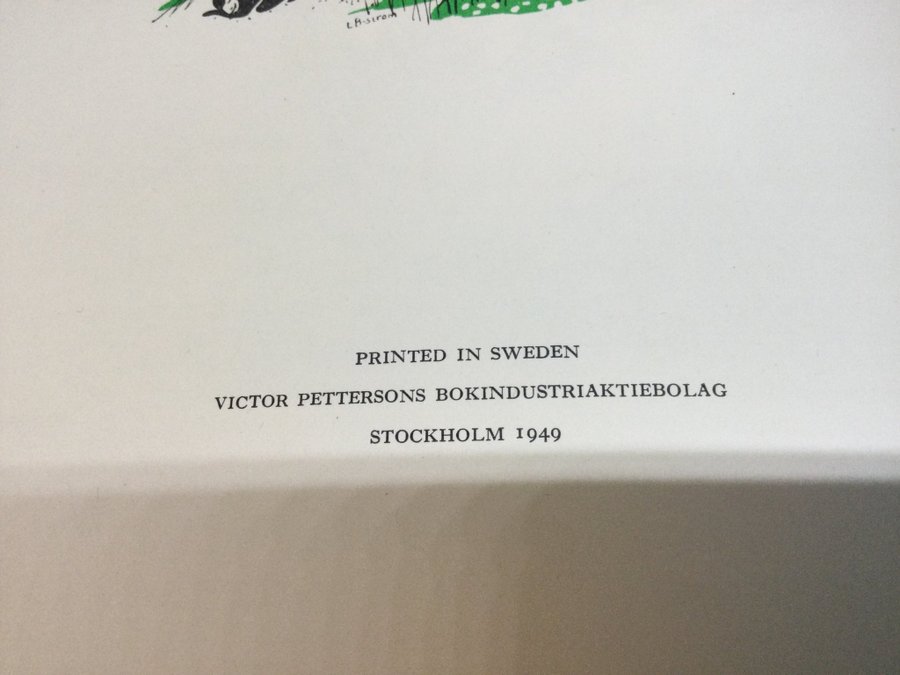 PRINTED IN SWEDEN
VICTOR PETTERSONS BOKINDUSTRIAKTIEBOLAG
STOCKHOLM 1949